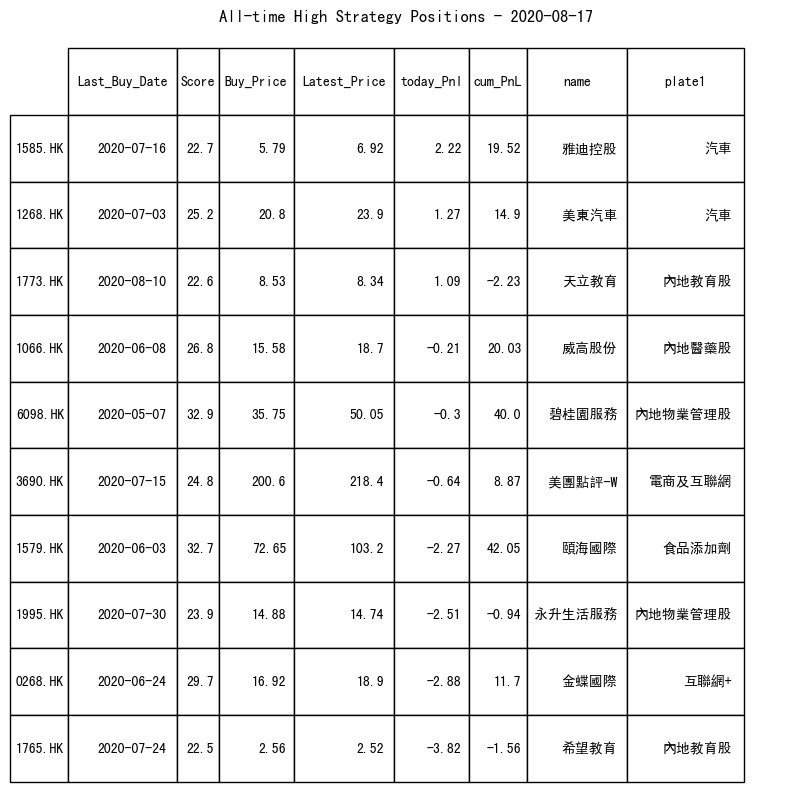 All-time High Strategy Positions - 2020-08-17
Last_Buy_Date Score Buy_Price Latest_Price today_Pnl cum_PnL name plate1
1585.HK 2020-07-16 22.7 5.79 6.92 2.22 19.52 雅迪控股 汽車
1268.HK 2020-07-03 25.2 20.8 23.9 1.27 14.9 美東汽車 汽車
1773.HK 2020-08-10 22.6 8.53 8.34 1.09 -2.23 天立教育 內地教育股
1066.HK 2020-06-08 26.8 15.58 18.7 -0.21 20.03 威高股份 內地醫藥股
6098.HK 2020-05-07 32.9 35.75 50.05 -0.3 40.0 碧桂園服務 內地物業管理股
3690.HK 2020-07-15 24.8 200.6 218.4 -0.64 8.87 美團點評-W 電商及互聯網
1579.HK 2020-06-03 32.7 72.65 103.2 -2.27 42.05 頤海國際 食品添加劑
1995.HK 2020-07-30 23.9 14.88 14.74 -2.51 -0.94 永升生活服務 內地物業管理股
0268.HK 2020-06-24 29.7 16.92 18.9 -2.88 11.7 金蝶國際 互聯網+
1765.HK 2020-07-24 22.5 2.56 2.52 -3.82 -1.56 希望教育 內地教育股